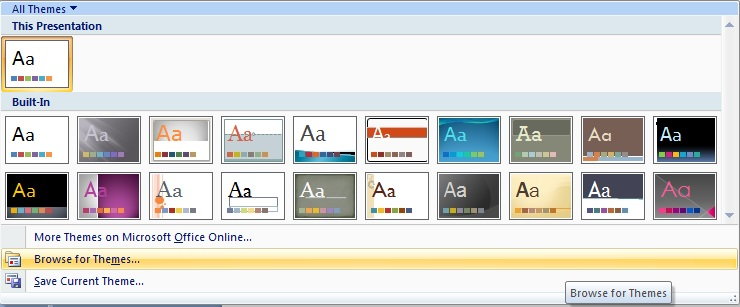 All Themes
This Presentation
Aa
Built-In
Aa Aa Aa Aa Aa Aa Aa Aa Aa Aa
Aa Aa Aa Aa Aa Aa Aa Aa Aa Aa
More Themes on Microsoft Office Online...
Browse for Themes...
Save Current Theme...
Browse for Themes